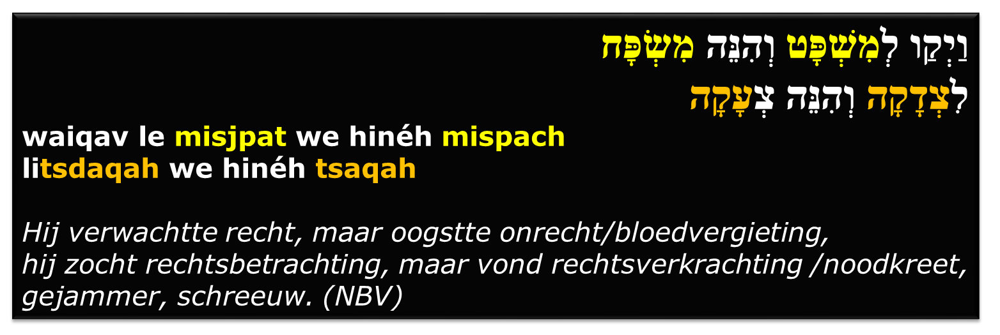 וַיְקַו לְמִשְׁפָּט וְהִנֵּה מִשְׂפָּח
לִצְדָקָה וְהִנֵּה צְעָקָה
waiqav le misjpat we hinéh mispach
litsdaqah we hinéh tsaqah
Hij verwachtte recht, maar oogstte onrecht/bloedvergieting,
hij zocht rechtsbetrachting, maar vond rechtsverkrachting /noodkreet,
gejammer, schreeuw. (NBV)